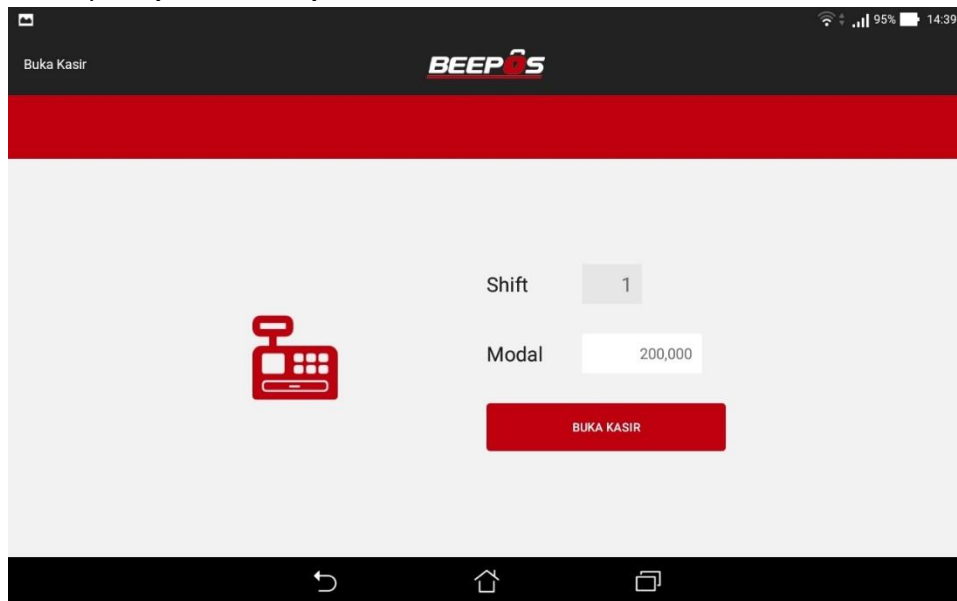 95% 14:39
Buka Kasir
BEEPOS
Shift 1
Modal 200,000
BUKA KASIR